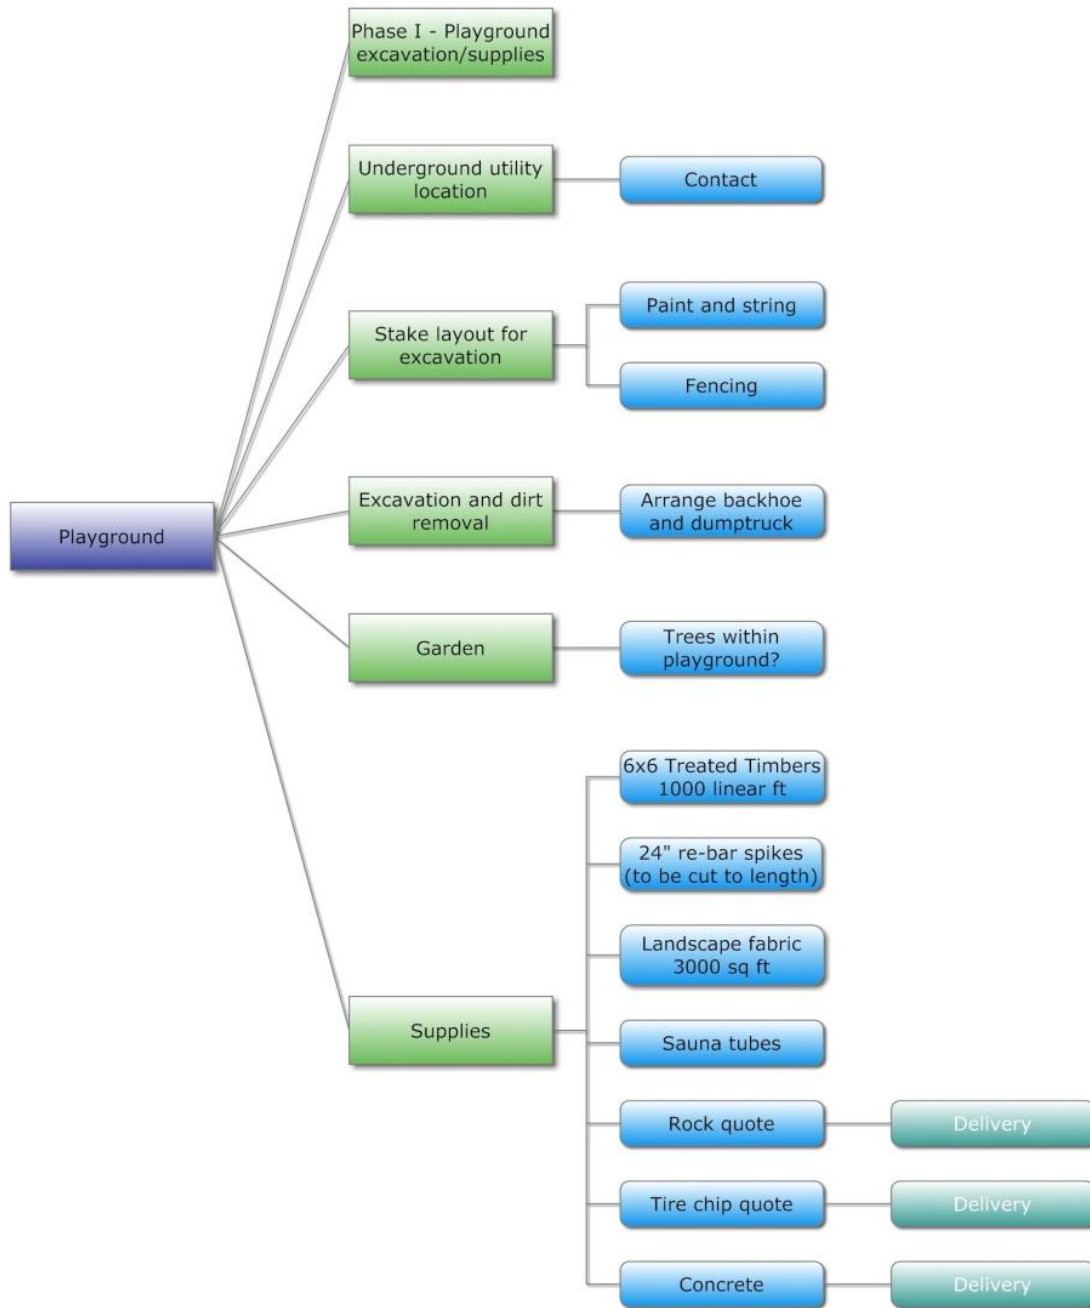 Phase I - Playground
excavation/supplies
Underground utility
location
Contact
Stake layout for
excavation
Paint and string
Fencing
Playground
Excavation and dirt
removal
Arrange backhoe
and dumptruck
Garden
Trees within
playground?
Supplies
6x6 Treated Timbers
1000 linear ft
24" re-bar spikes
(to be cut to length)
Landscape fabric
3000 sq ft
Sauna tubes
Rock quote
Delivery
Tire chip quote
Delivery
Concrete
Delivery